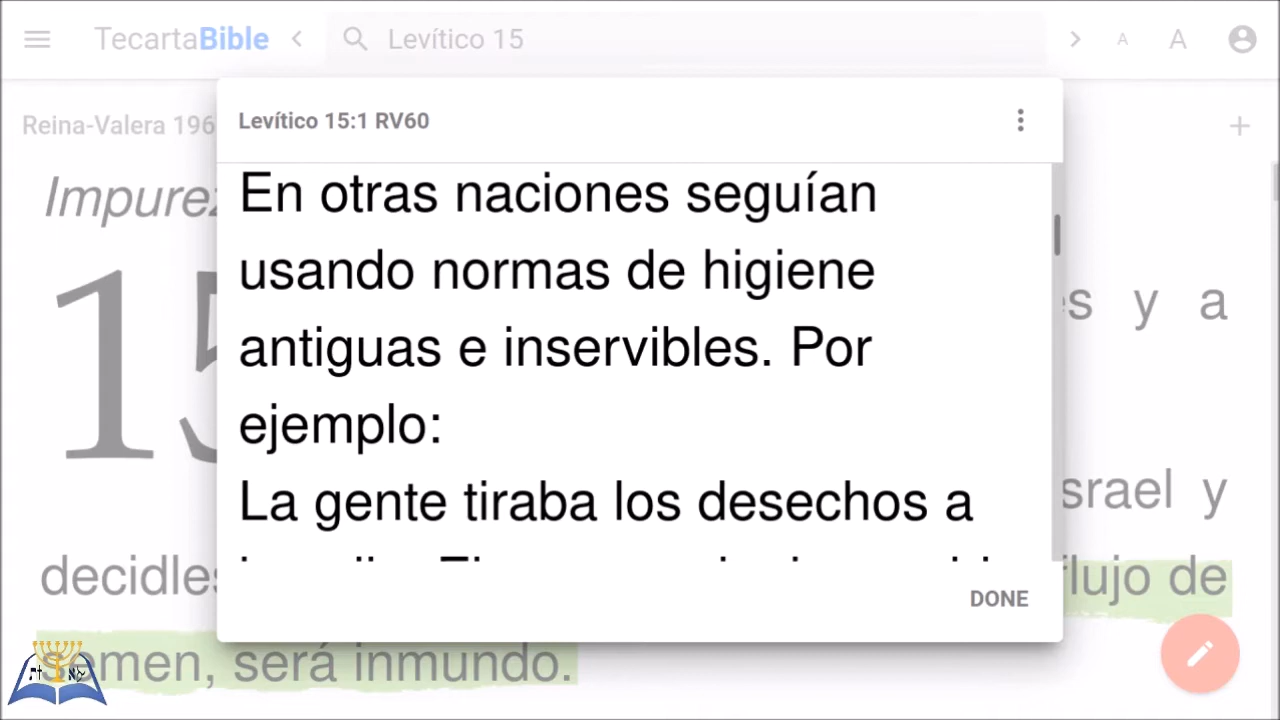 TecartaBible
Levítico 15
A A
Reina-Valera 196
Levítico 15:1 RV60
Impurez
15
En otras naciones seguían
usando normas de higiene
antiguas e inservibles. Por
ejemplo:
La gente tiraba los desechos a
s y a
srael y
decidles
flujo de
semen, será inmundo.
DONE